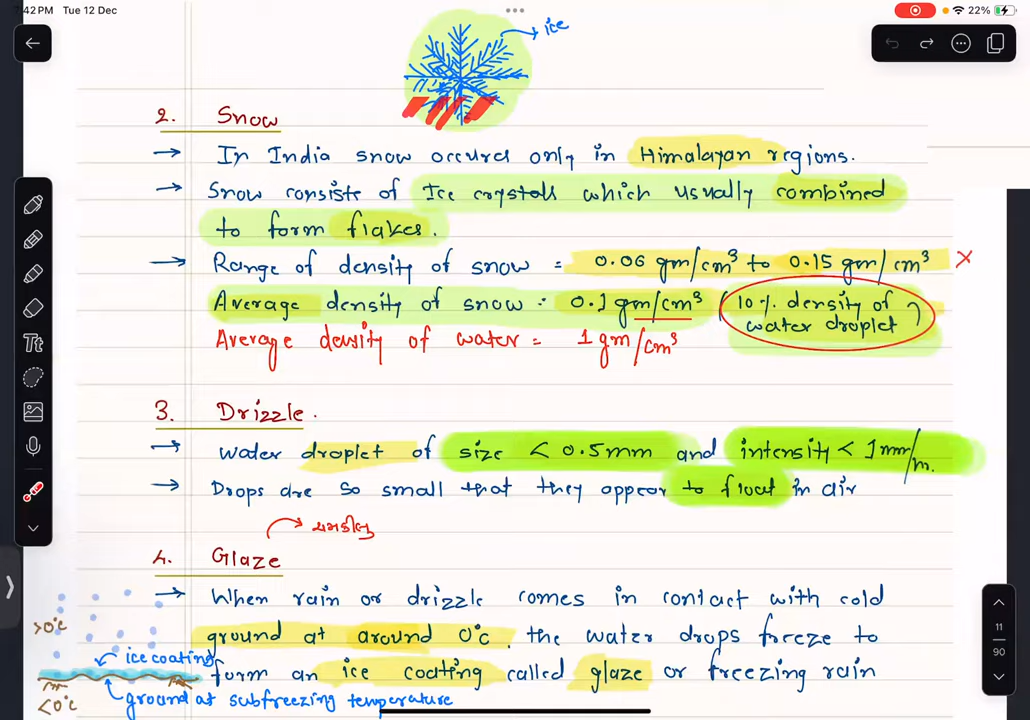 7:42 PM Tue 12 Dec
22%
→ ice
2. Snow
→ In India snow occured only in Himalayan regions.
→ Snow consists of Ice crystals which usually combined
to form flakes.
→ Range of density of snow = 0.06 gm/cm³ to 0.15 gm/cm³ ×
Average density of snow = 0.1 gm/cm³ (10% density of
water droplet)
Average density of water = 1 gm/cm³
3. Drizzle.
→ water droplet of size < 0.5mm and intensity < 1mm/
→ Drops are so small that they appear to float in air
4. Glaze
→ When rain or drizzle comes in contact with cold
ground at around 0°c, the water drops freeze to
form an ice coating called glaze or freezing rain
>0°c
ice coating
<0°c
ground at subfreezing temperature
Tt
11
90